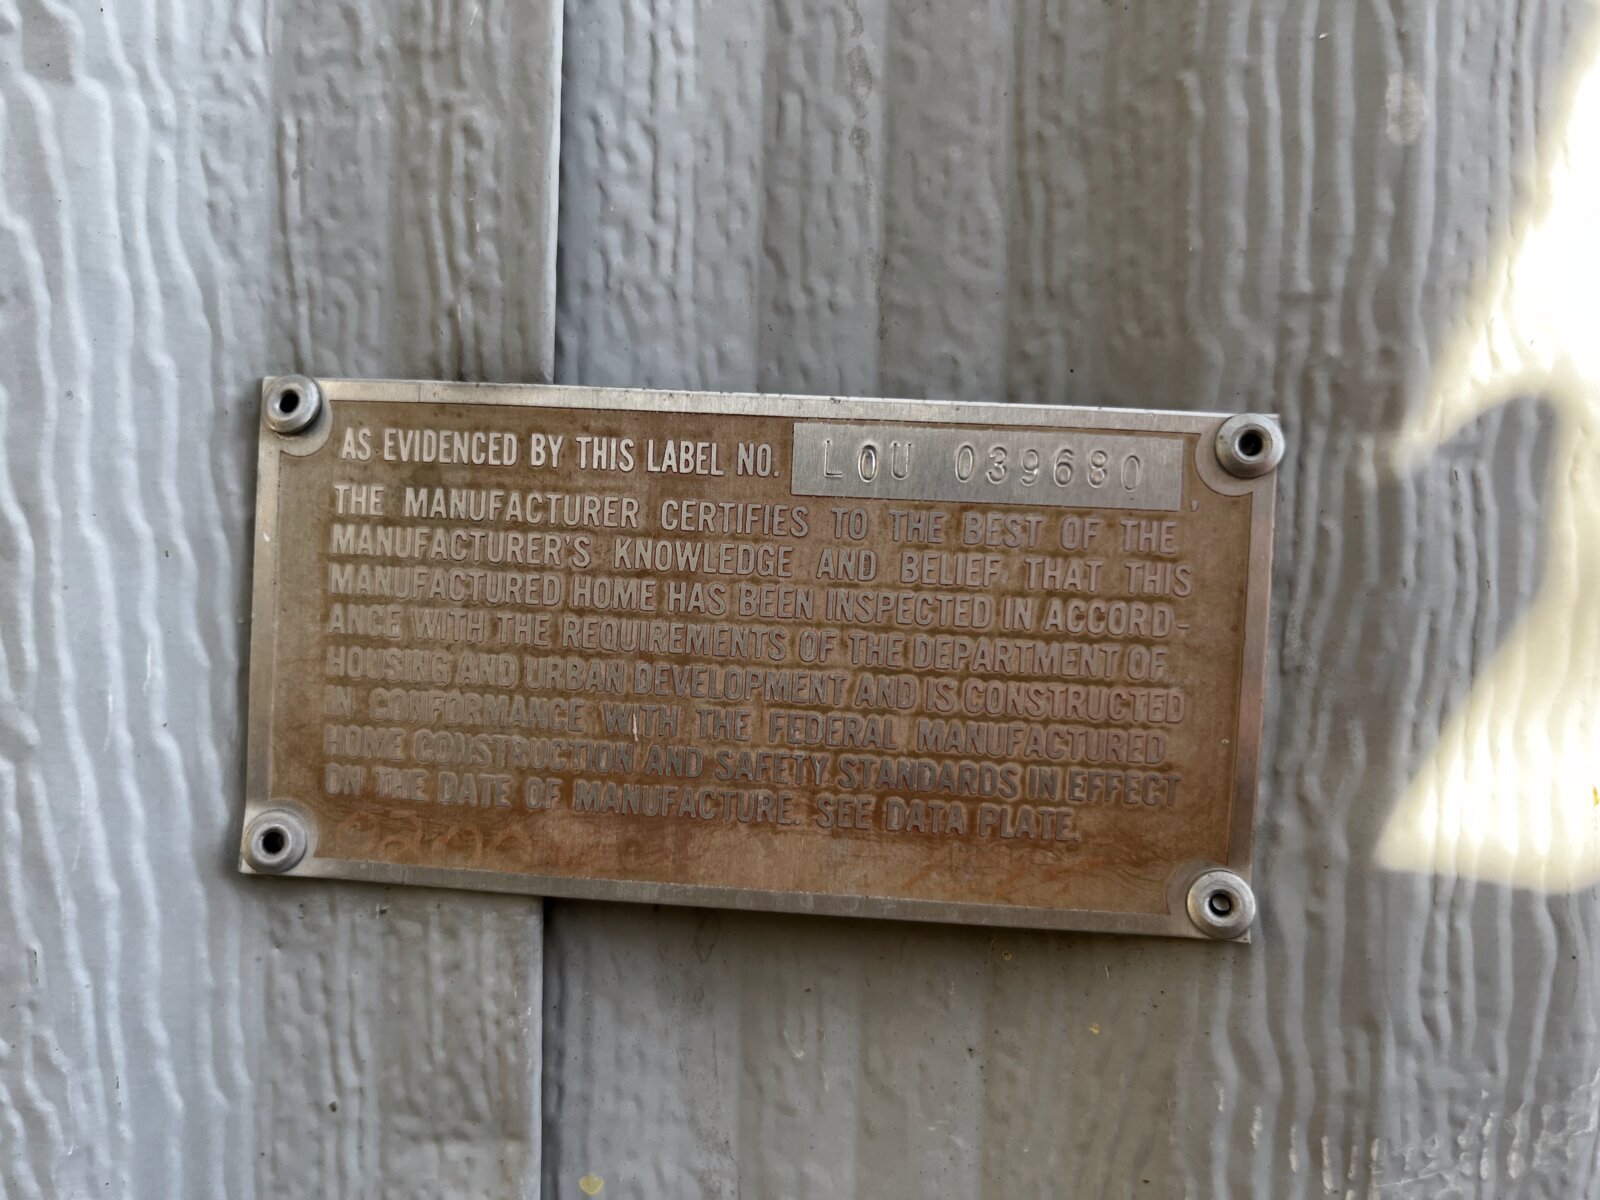 AS EVIDENCED BY THIS LABEL NO. LOU 039680,
THE MANUFACTURER CERTIFIES TO THE BEST OF THE
MANUFACTURER'S KNOWLEDGE AND BELIEF THAT THIS
MANUFACTURED HOME HAS BEEN INSPECTED IN ACCORD-
ANCE WITH THE REQUIREMENTS OF THE DEPARTMENT OF
HOUSING AND URBAN DEVELOPMENT AND IS CONSTRUCTED
IN CONFORMANCE WITH THE FEDERAL MANUFACTURED
HOME CONSTRUCTION AND SAFETY STANDARDS IN EFFECT
ON THE DATE OF MANUFACTURE. SEE DATA PLATE.